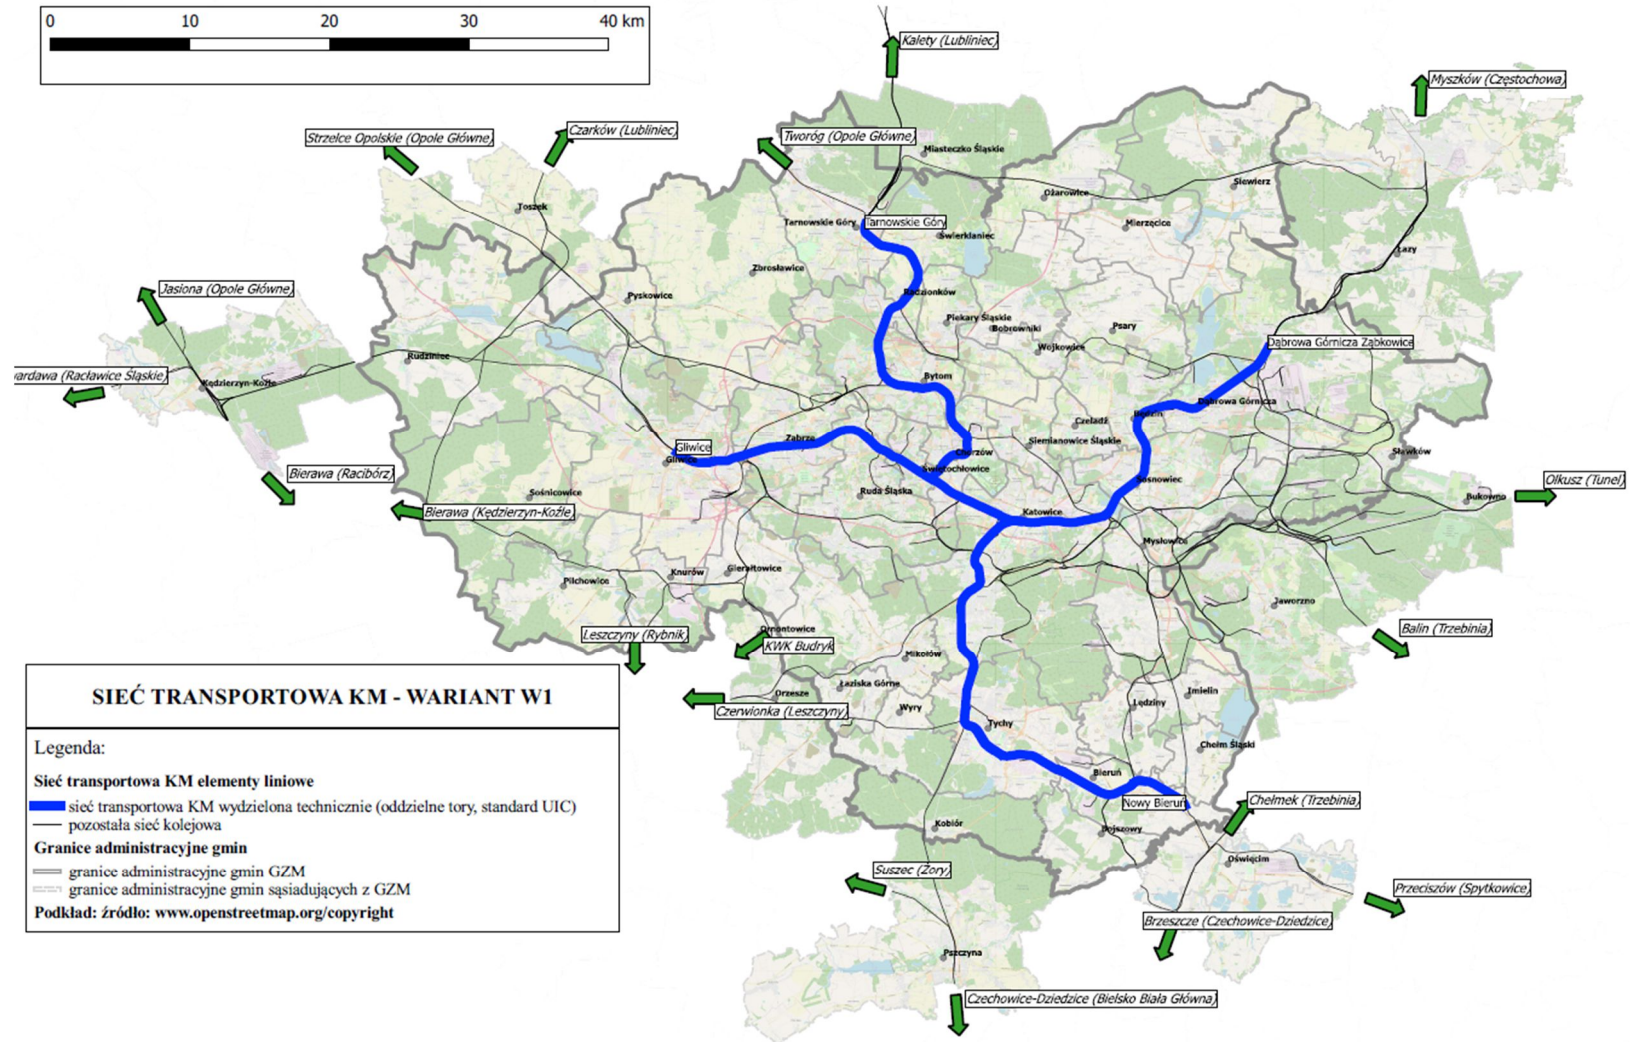 0 10 20 30 40 km
Kalety (Lubliniec)
Myszków (Częstochowa)
Czarków (Lubliniec)
Strzelce Opolskie (Opole Główne)
Tworóg (Opole Główne)
Miasteczko Śląskie
Siewierz
Ożarowice
Toszek
Tarnowskie Góry
Tarnowskie Góry
Mierzęcice
Świerklaniec
Łazy
Zbrosławice
Jasiona (Opole Główne)
Radzionków
Pyskowice
Piekary Śląskie
Bobrowniki
Psary
Dąbrowa Górnicza Ząbkowice
Wojkowice
Rudziniec
(Racławice Śląskie)
Kędzierzyn-Koźle
Bytom
Dąbrowa Górnicza
Będzin
Czeladź
Zabrze
Siemianowice Śląskie
Gliwice
Chorzów
Sławków
Gliwice
Świętochłowice
Bierawa (Racibórz)
Sosnowiec
Olkusz (Tunel)
Sośnicowice
Ruda Śląska
Bukowno
Bierawa (Kędzierzyn-Koźle)
Katowice
Mysłowice
Gierałtowice
Knurów
Pilchowice
Jaworzno
Ornontowice
Leszczyny (Rybnik)
Balin (Trzebinia)
KWK Budryk
Mikołów
Łaziska Górne
Orzesze
Imielin
Lędziny
Czerwionka (Leszczyny)
Wyry
Tychy
Chełm Śląski
Bieruń
Nowy Bieruń
Chełmek (Trzebinia)
Kobiór
Bojszowy
Oświęcim
Suszec (Żory)
Przeciszów (Spytkowice)
Brzeszcze (Czechowice-Dziedzice)
Pszczyna
Czechowice-Dziedzice (Bielsko Biała Główna)
SIEĆ TRANSPORTOWA KM - WARIANT W1
Legenda:
Sieć transportowa KM elementy liniowe
sieć transportowa KM wydzielona technicznie (oddzielne tory, standard UIC)
pozostała sieć kolejowa
Granice administracyjne gmin
granice administracyjne gmin GZM
granice administracyjne gmin sąsiadujących z GZM
Podkład: źródło: www.openstreetmap.org/copyright